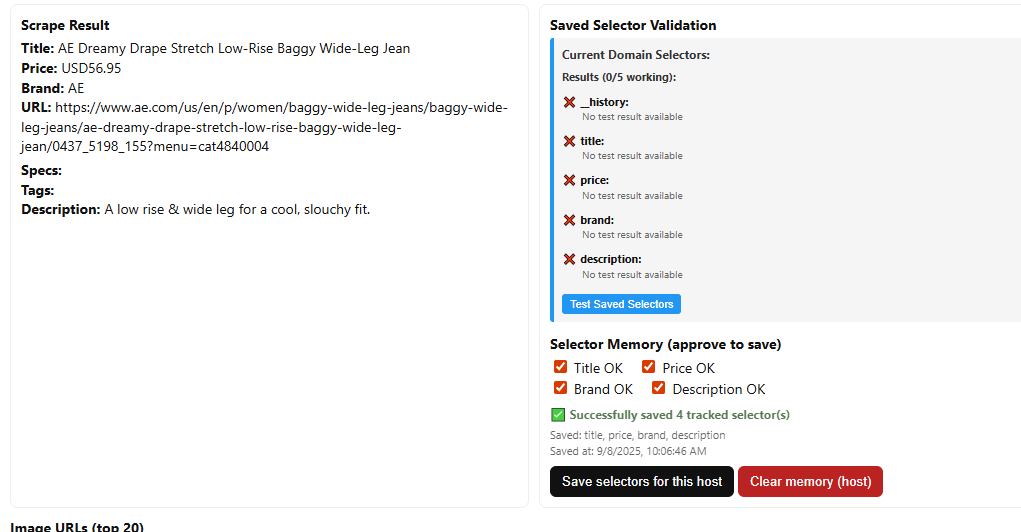 Scrape Result
Title: AE Dreamy Drape Stretch Low-Rise Baggy Wide-Leg Jean
Price: USD56.95
Brand: AE
URL: https://www.ae.com/us/en/p/women/baggy-wide-leg-jeans/baggy-wide-
leg-jeans/ae-dreamy-drape-stretch-low-rise-baggy-wide-leg-
jean/0437_5198_155?menu=cat4840004
Specs:
Tags:
Description: A low rise & wide leg for a cool, slouchy fit.
Saved Selector Validation
Current Domain Selectors:
Results (0/5 working):
__history:
No test result available
title:
No test result available
price:
No test result available
brand:
No test result available
description:
No test result available
Test Saved Selectors
Selector Memory (approve to save)
Title OK Price OK
Brand OK Description OK
Successfully saved 4 tracked selector(s)
Saved: title, price, brand, description
Saved at: 9/8/2025, 10:06:46 AM
Save selectors for this host Clear memory (host)
Image URLs (top 20)